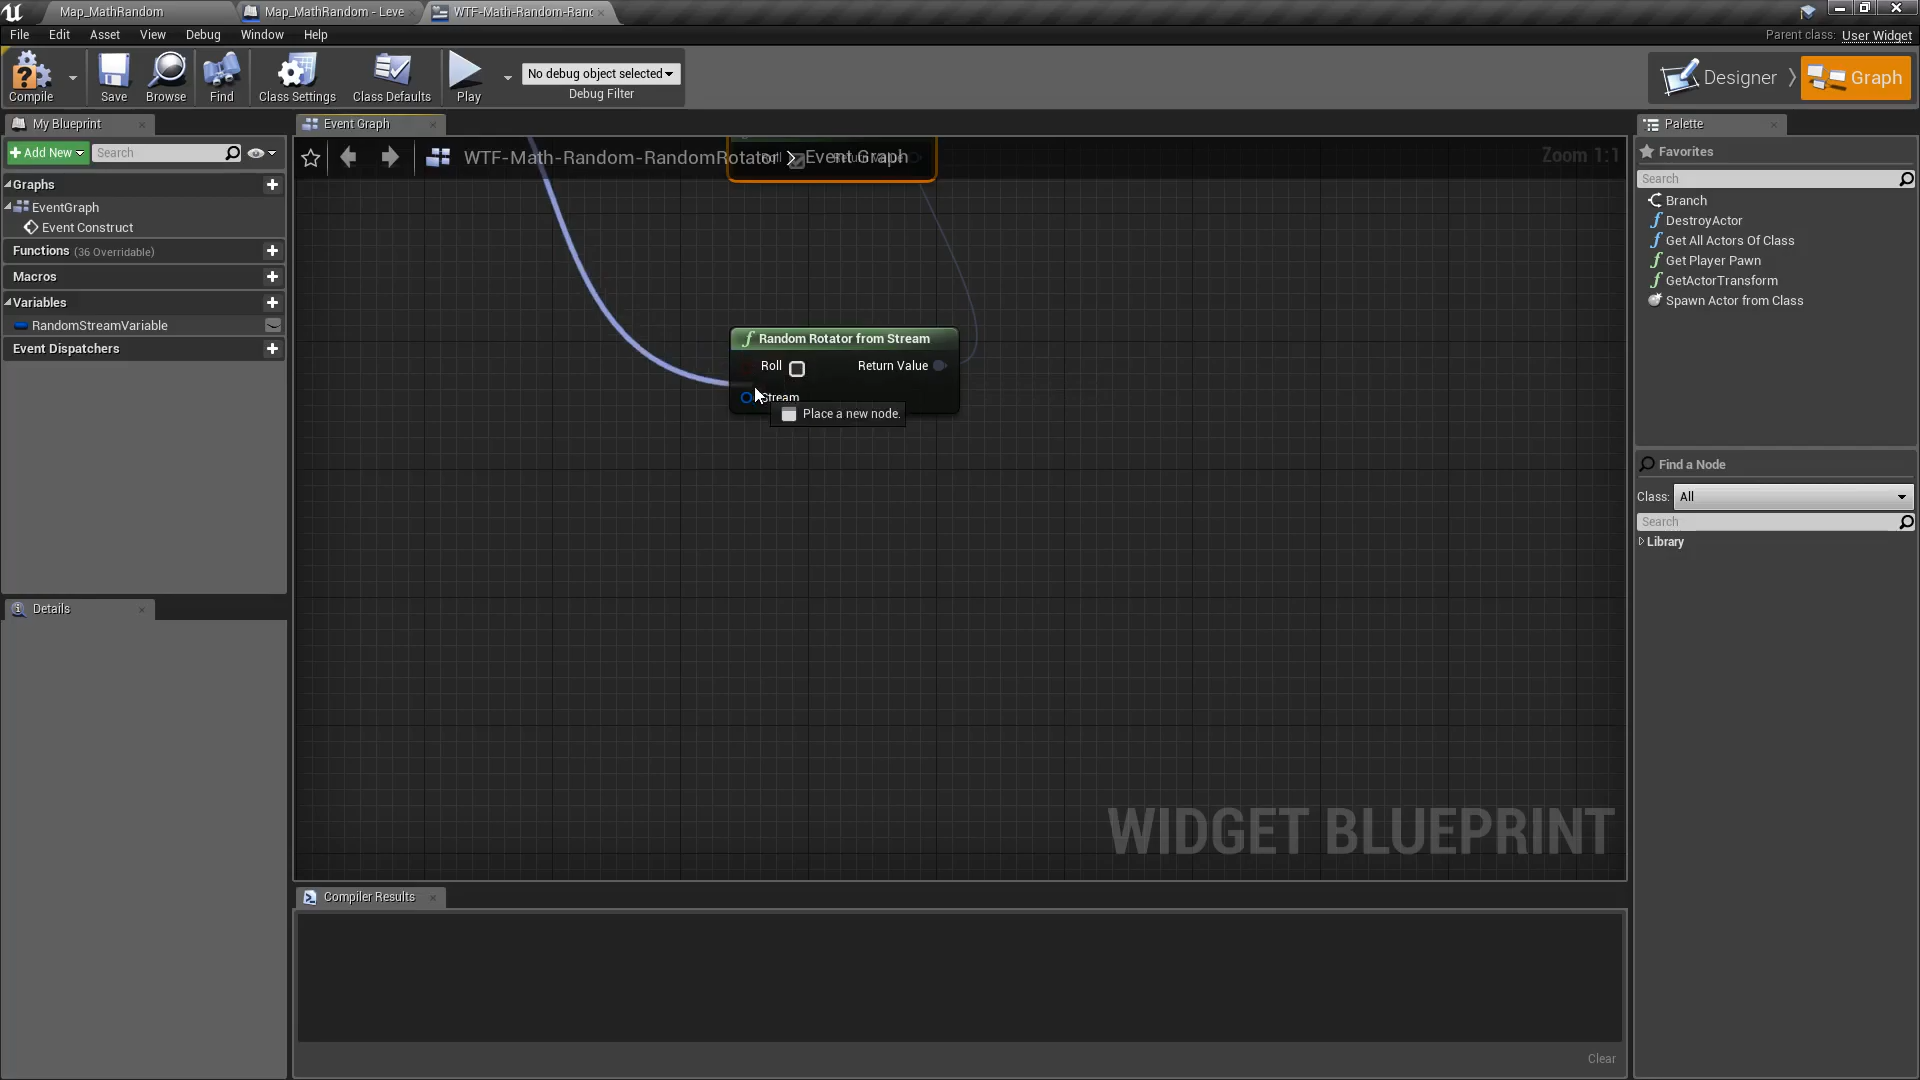 Map_MathRandom
Map_MathRandom - Leve
WTF-Math-Random-Ranc
File Edit Asset View Debug Window Help
Parent class: User Widget
Compile
Save
Browse
Find
Class Settings
Class Defaults
Play
No debug object selected
Debug Filter
Designer
Graph
My Blueprint
Event Graph
Palette
Add New
Search
WTF-Math-Random-RandomRotator
Event Graph
Zoom 1:1
Roll
Favorites
Search
Graphs
EventGraph
Event Construct
Functions (36 Overridable)
Macros
Variables
RandomStreamVariable
Event Dispatchers
Branch
DestroyActor
Get All Actors Of Class
Get Player Pawn
GetActorTransform
Spawn Actor from Class
Random Rotator from Stream
Roll
Return Value
Stream
Place a new node.
Find a Node
Class: All
Search
Library
Details
WIDGET BLUEPRINT
Compiler Results
Clear